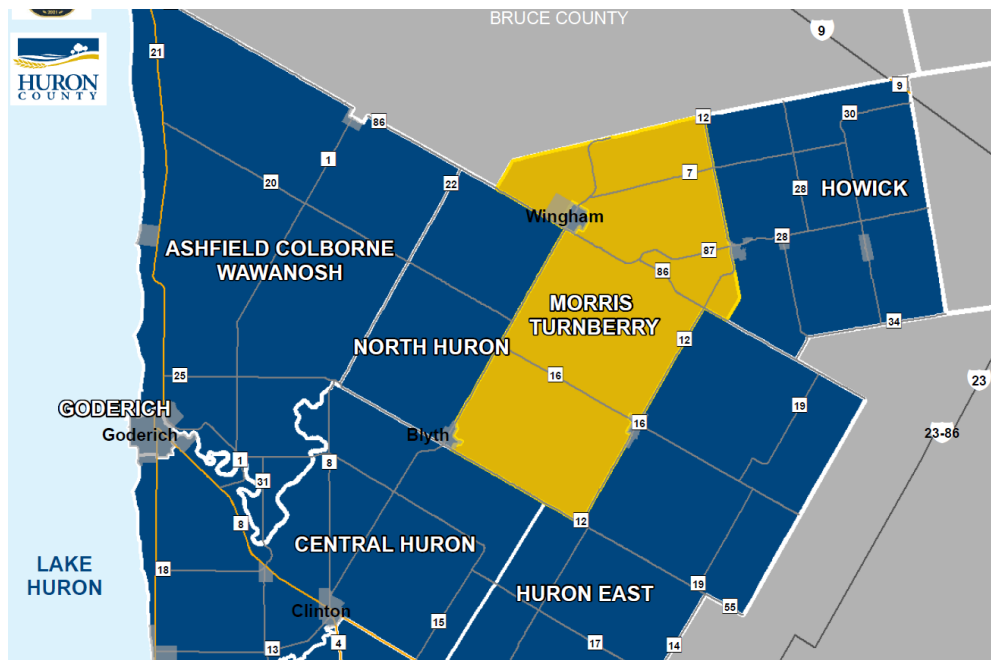 2001
BRUCE COUNTY
HURON
COUNTY
21
9
9
86
12
30
1
7
20
22
28
HOWICK
Wingham
ASHFIELD COLBORNE
WAWANOSH
28
87
86
MORRIS
TURNBERRY
34
12
NORTH HURON
25
16
23
GODERICH
19
Goderich
Blyth
16
23-86
1
8
31
8
12
CENTRAL HURON
LAKE
HURON
18
19
HURON EAST
55
Clinton
15
13
4
17
14